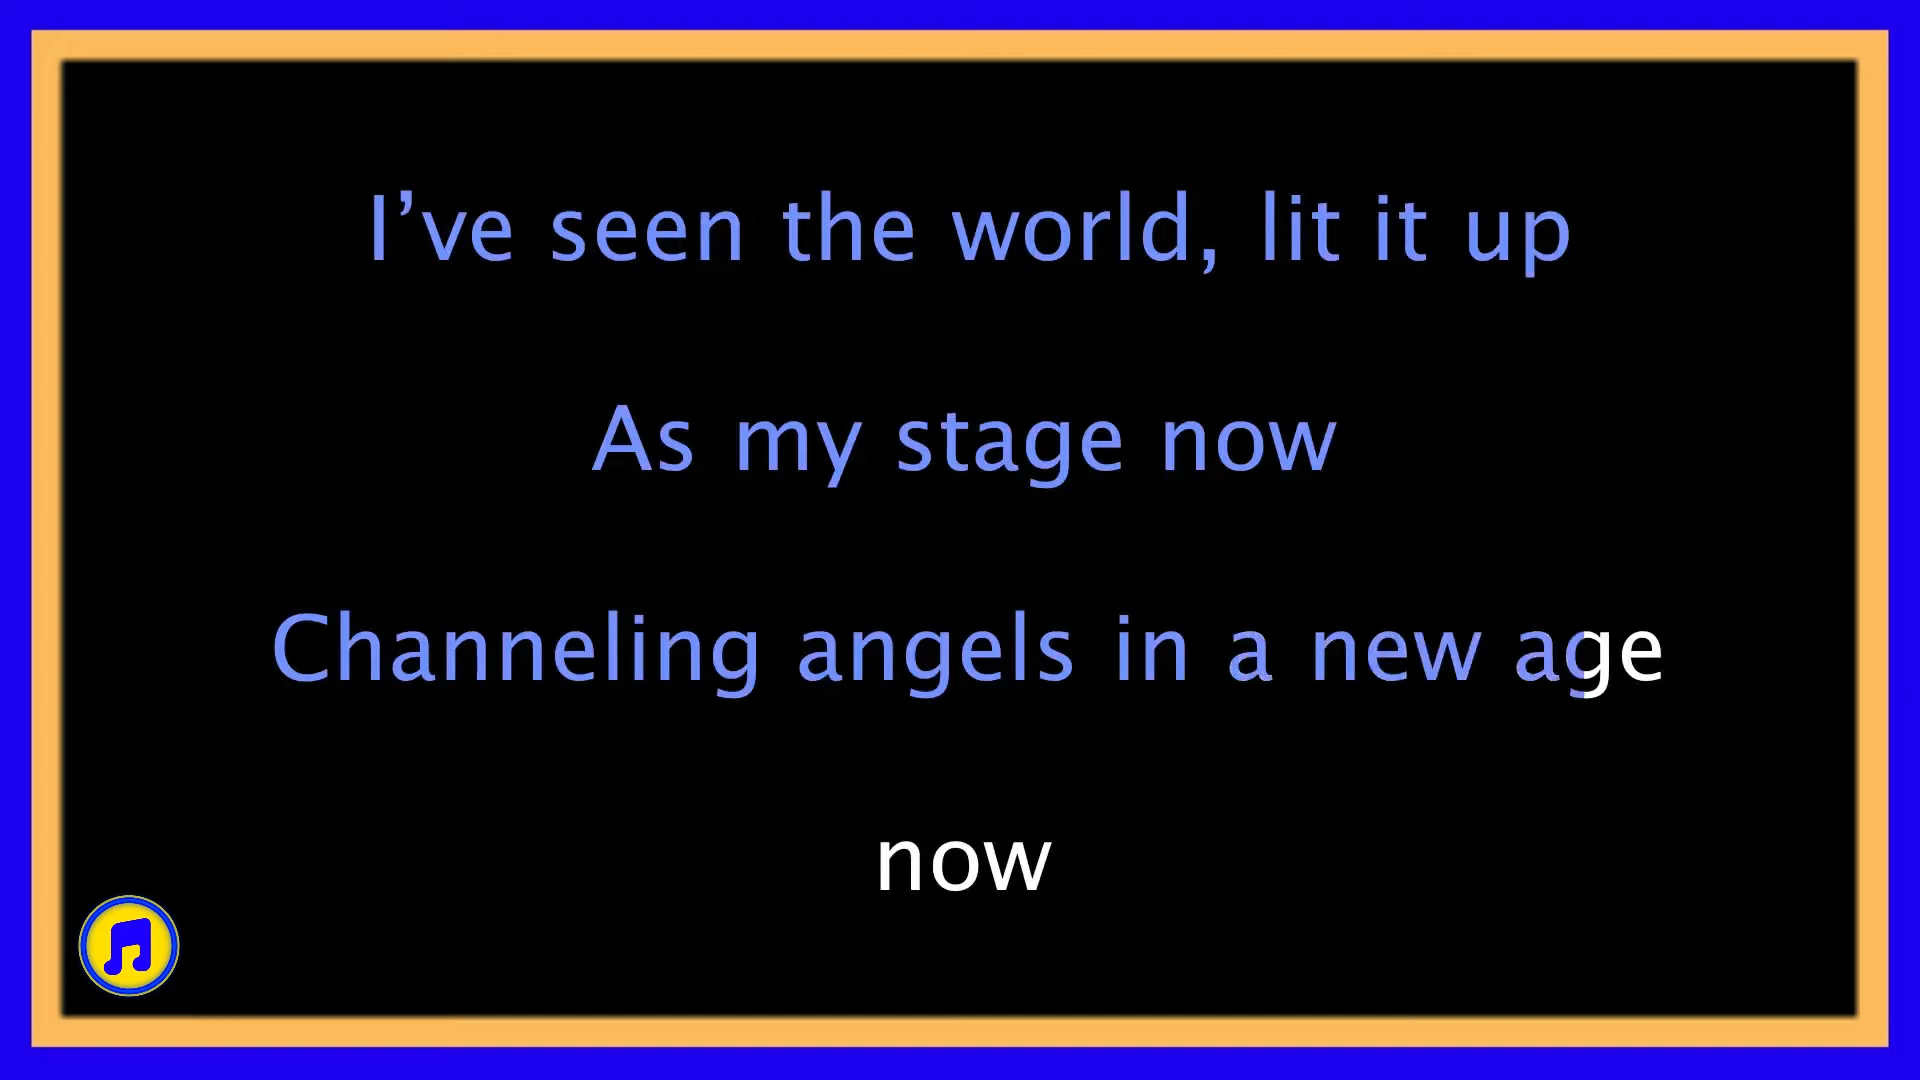 I’ve seen the world, lit it up
As my stage now
Channeling angels in a new age
now